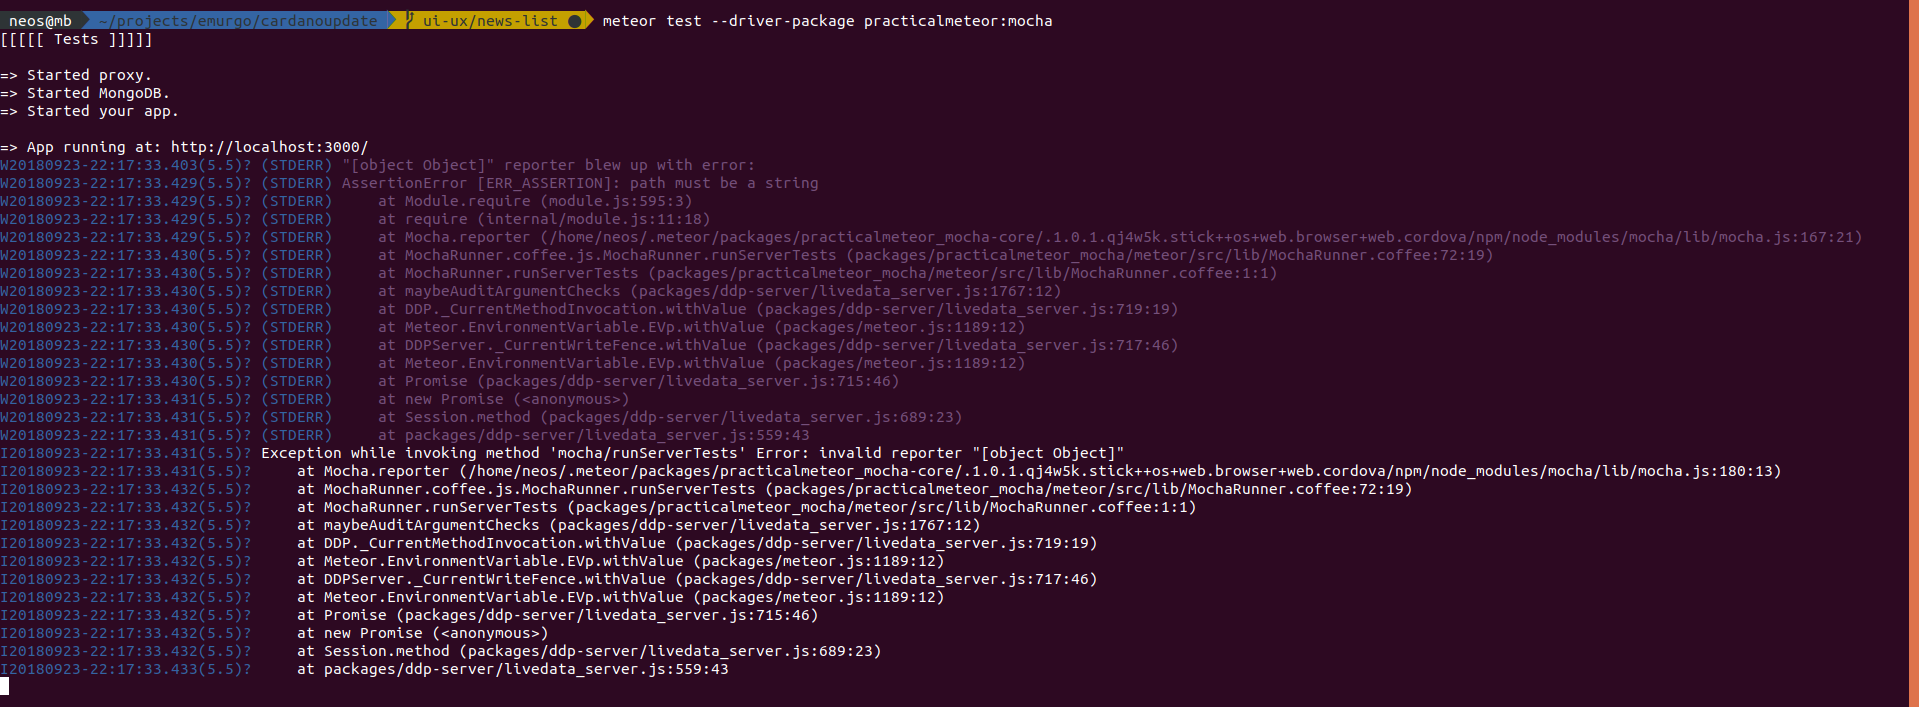 neos@mb ~/projects/emurgo/cardanoupdate ui-ux/news-list ● meteor test --driver-package practicalmeteor:mocha
[[[[[ Tests ]]]]]
=> Started proxy.
=> Started MongoDB.
=> Started your app.
=> App running at: http://localhost:3000/
W20180923-22:17:33.403(5.5)? (STDERR) "[object Object]" reporter blew up with error:
W20180923-22:17:33.429(5.5)? (STDERR) AssertionError [ERR_ASSERTION]: path must be a string
W20180923-22:17:33.429(5.5)? (STDERR)     at Module.require (module.js:595:3)
W20180923-22:17:33.429(5.5)? (STDERR)     at require (internal/module.js:11:18)
W20180923-22:17:33.429(5.5)? (STDERR)     at Mocha.reporter (/home/neos/.meteor/packages/practicalmeteor_mocha-core/.1.0.1.qj4w5k.stick++os+web.browser+web.cordova/npm/node_modules/mocha/lib/mocha.js:167:21)
W20180923-22:17:33.430(5.5)? (STDERR)     at MochaRunner.coffee.js.MochaRunner.runServerTests (packages/practicalmeteor_mocha/meteor/src/lib/MochaRunner.coffee:72:19)
W20180923-22:17:33.430(5.5)? (STDERR)     at MochaRunner.runServerTests (packages/practicalmeteor_mocha/meteor/src/lib/MochaRunner.coffee:1:1)
W20180923-22:17:33.430(5.5)? (STDERR)     at maybeAuditArgumentChecks (packages/ddp-server/livedata_server.js:1767:12)
W20180923-22:17:33.430(5.5)? (STDERR)     at DDP._CurrentMethodInvocation.withValue (packages/ddp-server/livedata_server.js:719:19)
W20180923-22:17:33.430(5.5)? (STDERR)     at Meteor.EnvironmentVariable.EVp.withValue (packages/meteor.js:1189:12)
W20180923-22:17:33.430(5.5)? (STDERR)     at DDPServer._CurrentWriteFence.withValue (packages/ddp-server/livedata_server.js:717:46)
W20180923-22:17:33.430(5.5)? (STDERR)     at Meteor.EnvironmentVariable.EVp.withValue (packages/meteor.js:1189:12)
W20180923-22:17:33.430(5.5)? (STDERR)     at Promise (packages/ddp-server/livedata_server.js:715:46)
W20180923-22:17:33.431(5.5)? (STDERR)     at new Promise (<anonymous>)
W20180923-22:17:33.431(5.5)? (STDERR)     at Session.method (packages/ddp-server/livedata_server.js:689:23)
W20180923-22:17:33.431(5.5)? (STDERR)     at packages/ddp-server/livedata_server.js:559:43
I20180923-22:17:33.431(5.5)? Exception while invoking method 'mocha/runServerTests' Error: invalid reporter "[object Object]"
I20180923-22:17:33.431(5.5)?     at Mocha.reporter (/home/neos/.meteor/packages/practicalmeteor_mocha-core/.1.0.1.qj4w5k.stick++os+web.browser+web.cordova/npm/node_modules/mocha/lib/mocha.js:180:13)
I20180923-22:17:33.432(5.5)?     at MochaRunner.coffee.js.MochaRunner.runServerTests (packages/practicalmeteor_mocha/meteor/src/lib/MochaRunner.coffee:72:19)
I20180923-22:17:33.432(5.5)?     at MochaRunner.runServerTests (packages/practicalmeteor_mocha/meteor/src/lib/MochaRunner.coffee:1:1)
I20180923-22:17:33.432(5.5)?     at maybeAuditArgumentChecks (packages/ddp-server/livedata_server.js:1767:12)
I20180923-22:17:33.432(5.5)?     at DDP._CurrentMethodInvocation.withValue (packages/ddp-server/livedata_server.js:719:19)
I20180923-22:17:33.432(5.5)?     at Meteor.EnvironmentVariable.EVp.withValue (packages/meteor.js:1189:12)
I20180923-22:17:33.432(5.5)?     at DDPServer._CurrentWriteFence.withValue (packages/ddp-server/livedata_server.js:717:46)
I20180923-22:17:33.432(5.5)?     at Meteor.EnvironmentVariable.EVp.withValue (packages/meteor.js:1189:12)
I20180923-22:17:33.432(5.5)?     at Promise (packages/ddp-server/livedata_server.js:715:46)
I20180923-22:17:33.432(5.5)?     at new Promise (<anonymous>)
I20180923-22:17:33.432(5.5)?     at Session.method (packages/ddp-server/livedata_server.js:689:23)
I20180923-22:17:33.433(5.5)?     at packages/ddp-server/livedata_server.js:559:43